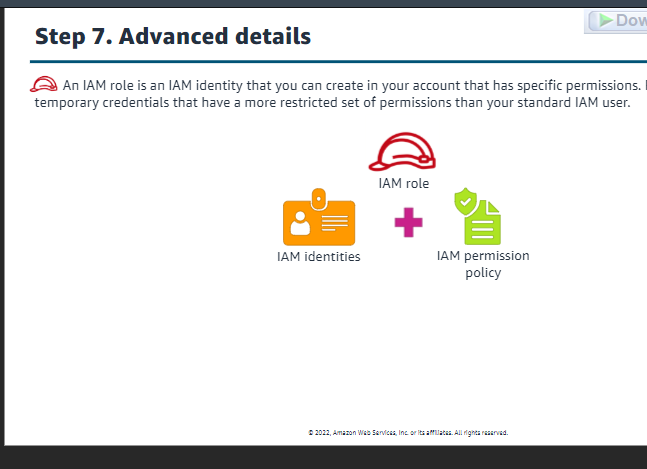 Dow
Step 7. Advanced details
An IAM role is an IAM identity that you can create in your account that has specific permissions.
temporary credentials that have a more restricted set of permissions than your standard IAM user.
IAM role
IAM identities
IAM permission
policy
© 2022, Amazon Web Services, Inc. or its affiliates. All rights reserved.